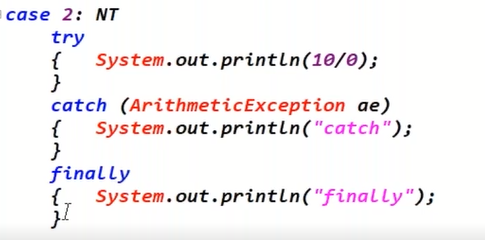 case 2: NT
try
{ System.out.println(10/0);
}
catch (ArithmeticException ae)
{ System.out.println("catch");
}
finally
{ System.out.println("finally");
}